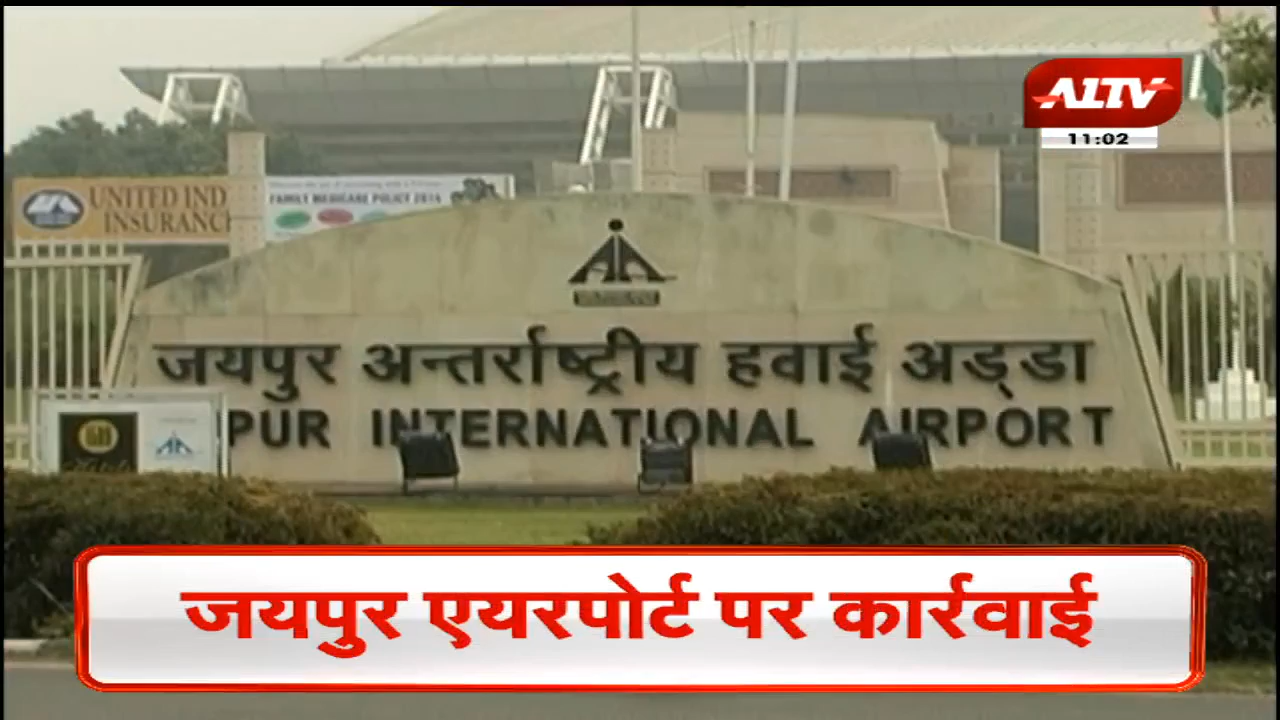 ALTV
11:02
UNITED IND
INSURANC
FAMILY MEDICARE POLICY 2014
जयपुर अन्तर्राष्ट्रीय हवाई अड्डा
PUR INTERNATIONAL AIRPORT
जयपुर एयरपोर्ट पर कार्रवाई